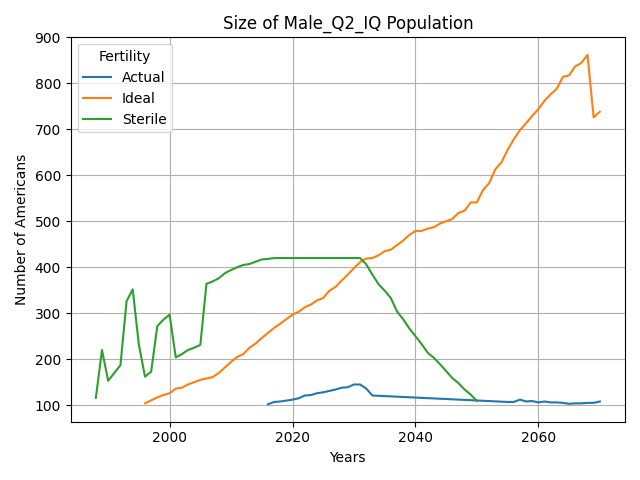 Size of Male_Q2_IQ Population
Fertility
Actual
Ideal
Sterile
Number of Americans
900
800
700
600
500
400
300
200
100
2000
2020
2040
2060
Years